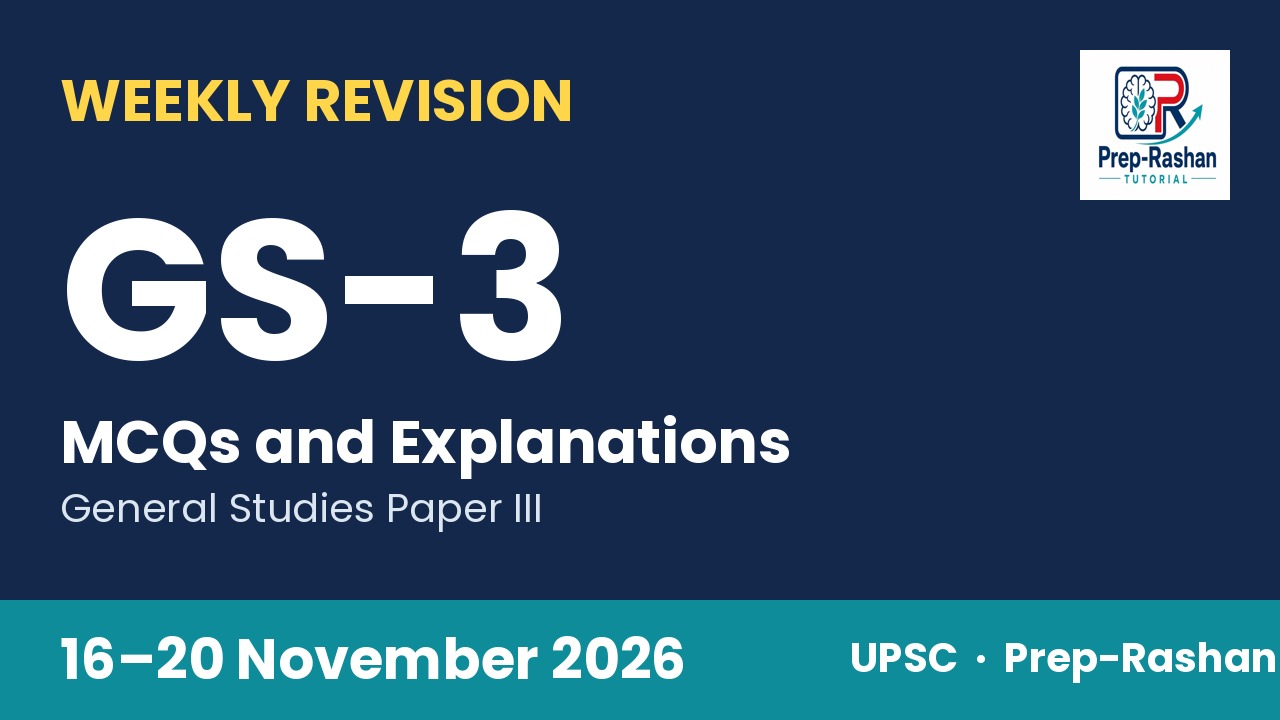 WEEKLY REVISION
Prep-Rashan
TUTORIAL
GS-3
MCQs and Explanations
General Studies Paper III
16–20 November 2026
UPSC · Prep-Rashan